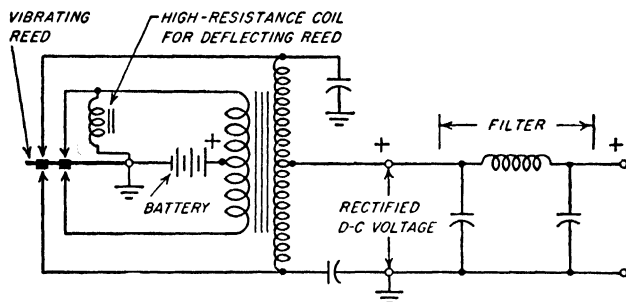 VIBRATING
REED
HIGH-RESISTANCE COIL
FOR DEFLECTING REED
FILTER
+
+
+
BATTERY
RECTIFIED
D-C VOLTAGE